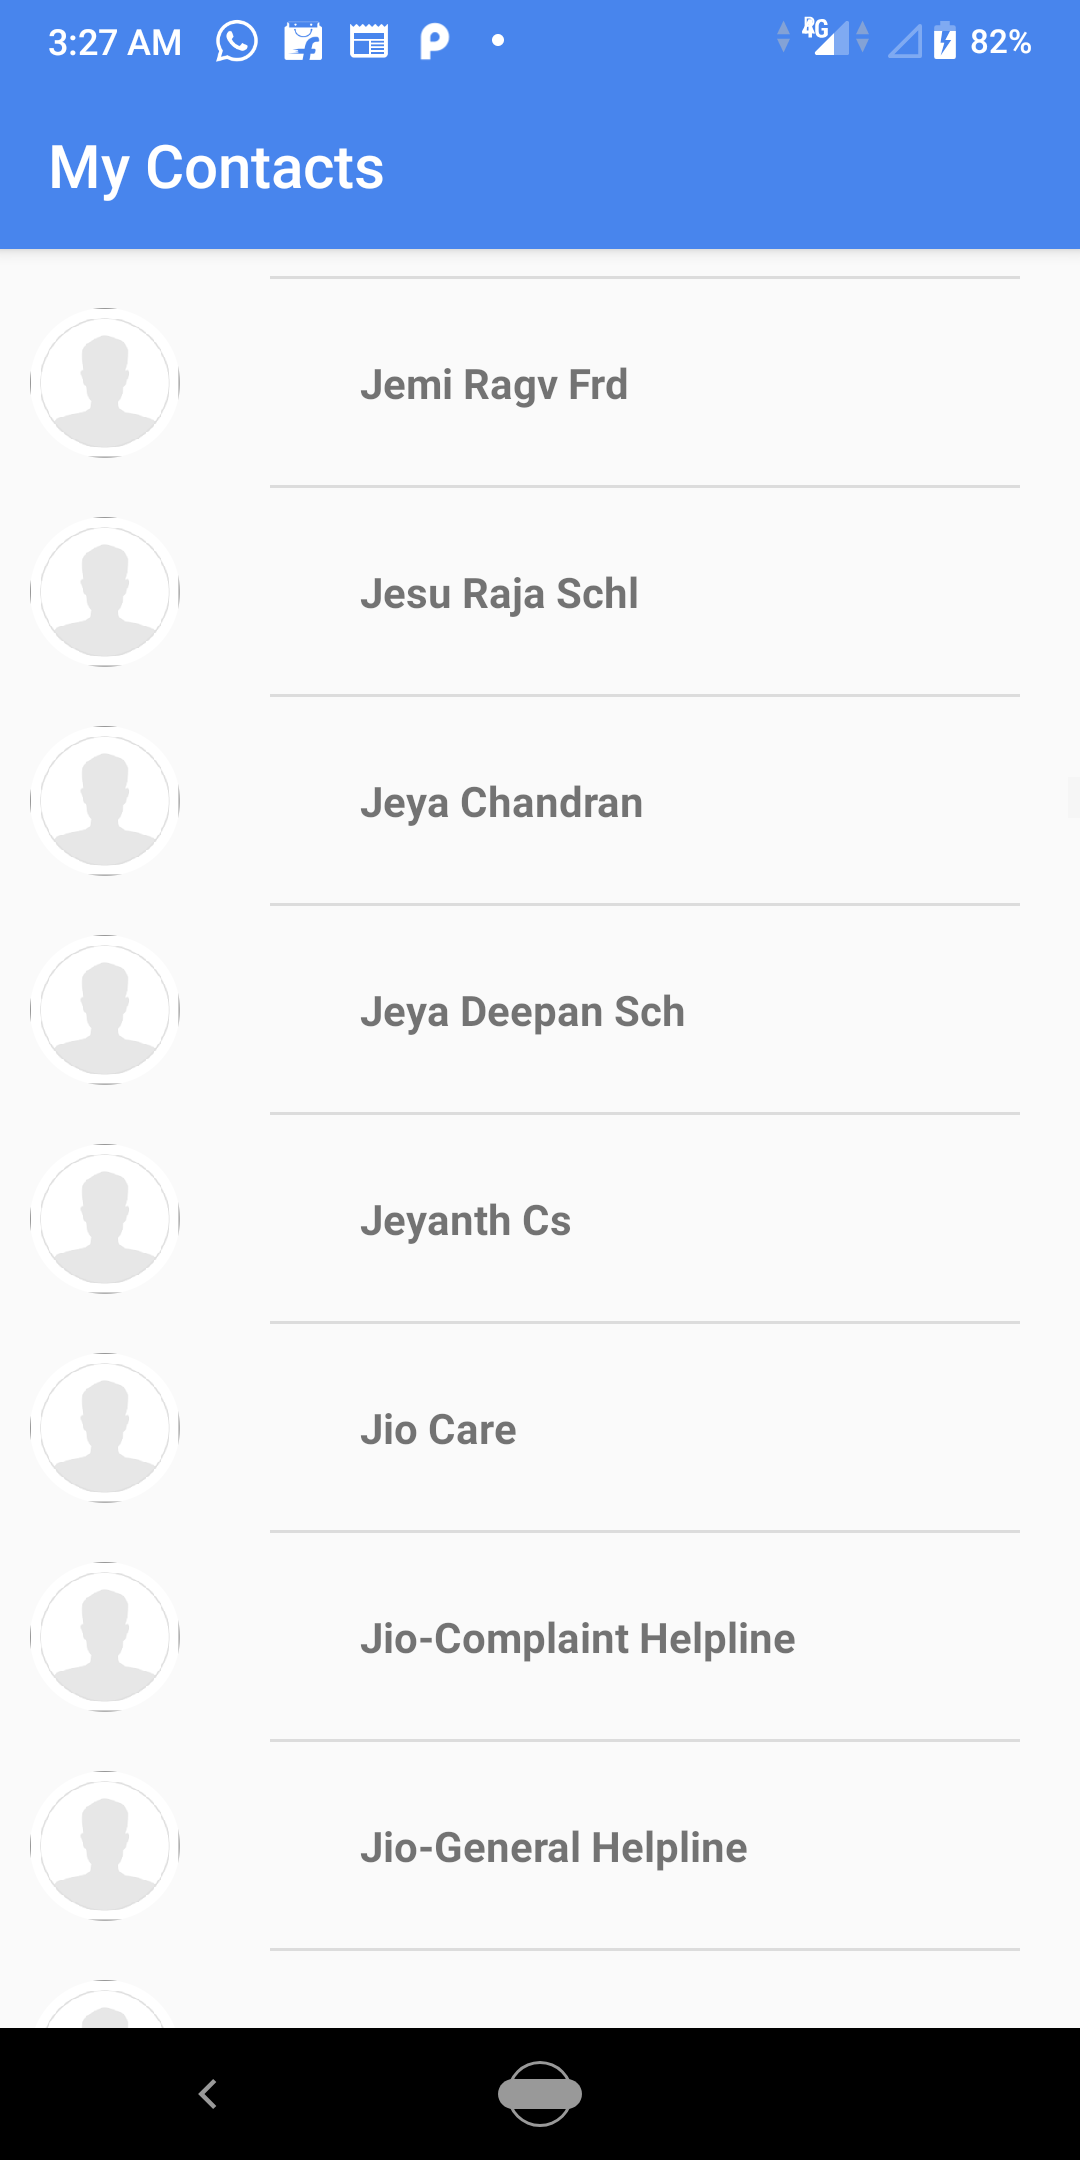 3:27 AM
4G
82%
My Contacts
Jemi Ragv Frd
Jesu Raja Schl
Jeya Chandran
Jeya Deepan Sch
Jeyanth Cs
Jio Care
Jio-Complaint Helpline
Jio-General Helpline